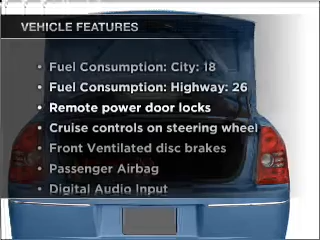 VEHICLE FEATURES
• Fuel Consumption: City: 18
• Fuel Consumption: Highway: 26
• Remote power door locks
• Cruise controls on steering wheel
• Front Ventilated disc brakes
• Passenger Airbag
• Digital Audio Input